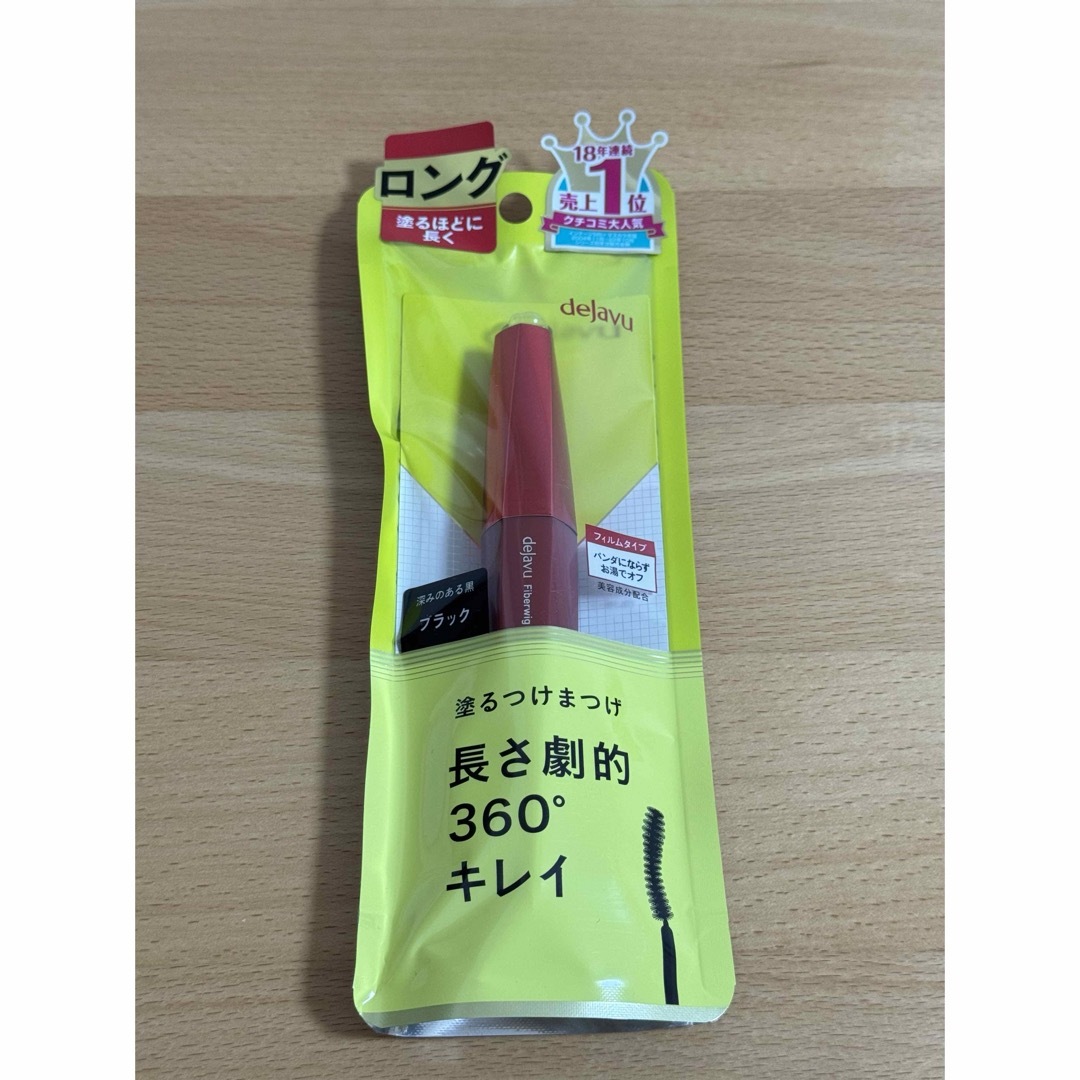 ロング
塗るほどに
長く
18年連続
売上1位
クチコミ大人気
dejavu
dejavu Fiberwig
フィルムタイプ
パンダにならず
お湯でオフ
美容成分配合
深みのある黒
ブラック
塗るつけまつげ
長さ劇的
360°
キレイ